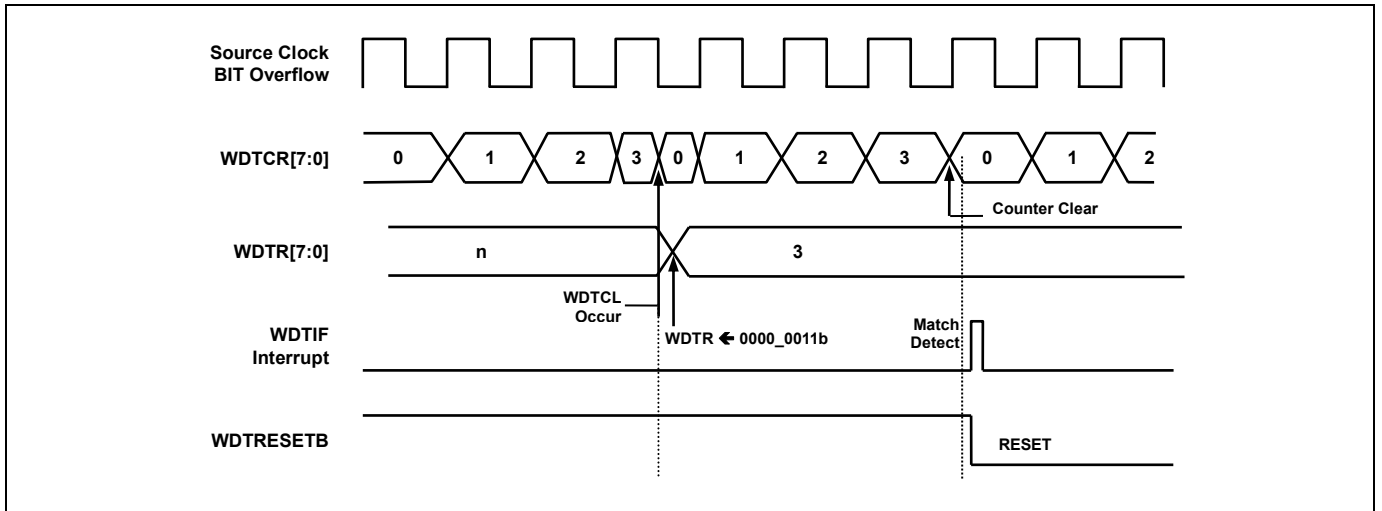 Source Clock
BIT Overflow
WDTCR[7:0]
0 1 2 3 0 1 2 3 0 1 2
Counter Clear
WDTR[7:0]
n 3
WDTCL
Occur
WDTR 🡸 0000_0011b
WDTIF
Interrupt
Match
Detect
WDTRESETB
RESET